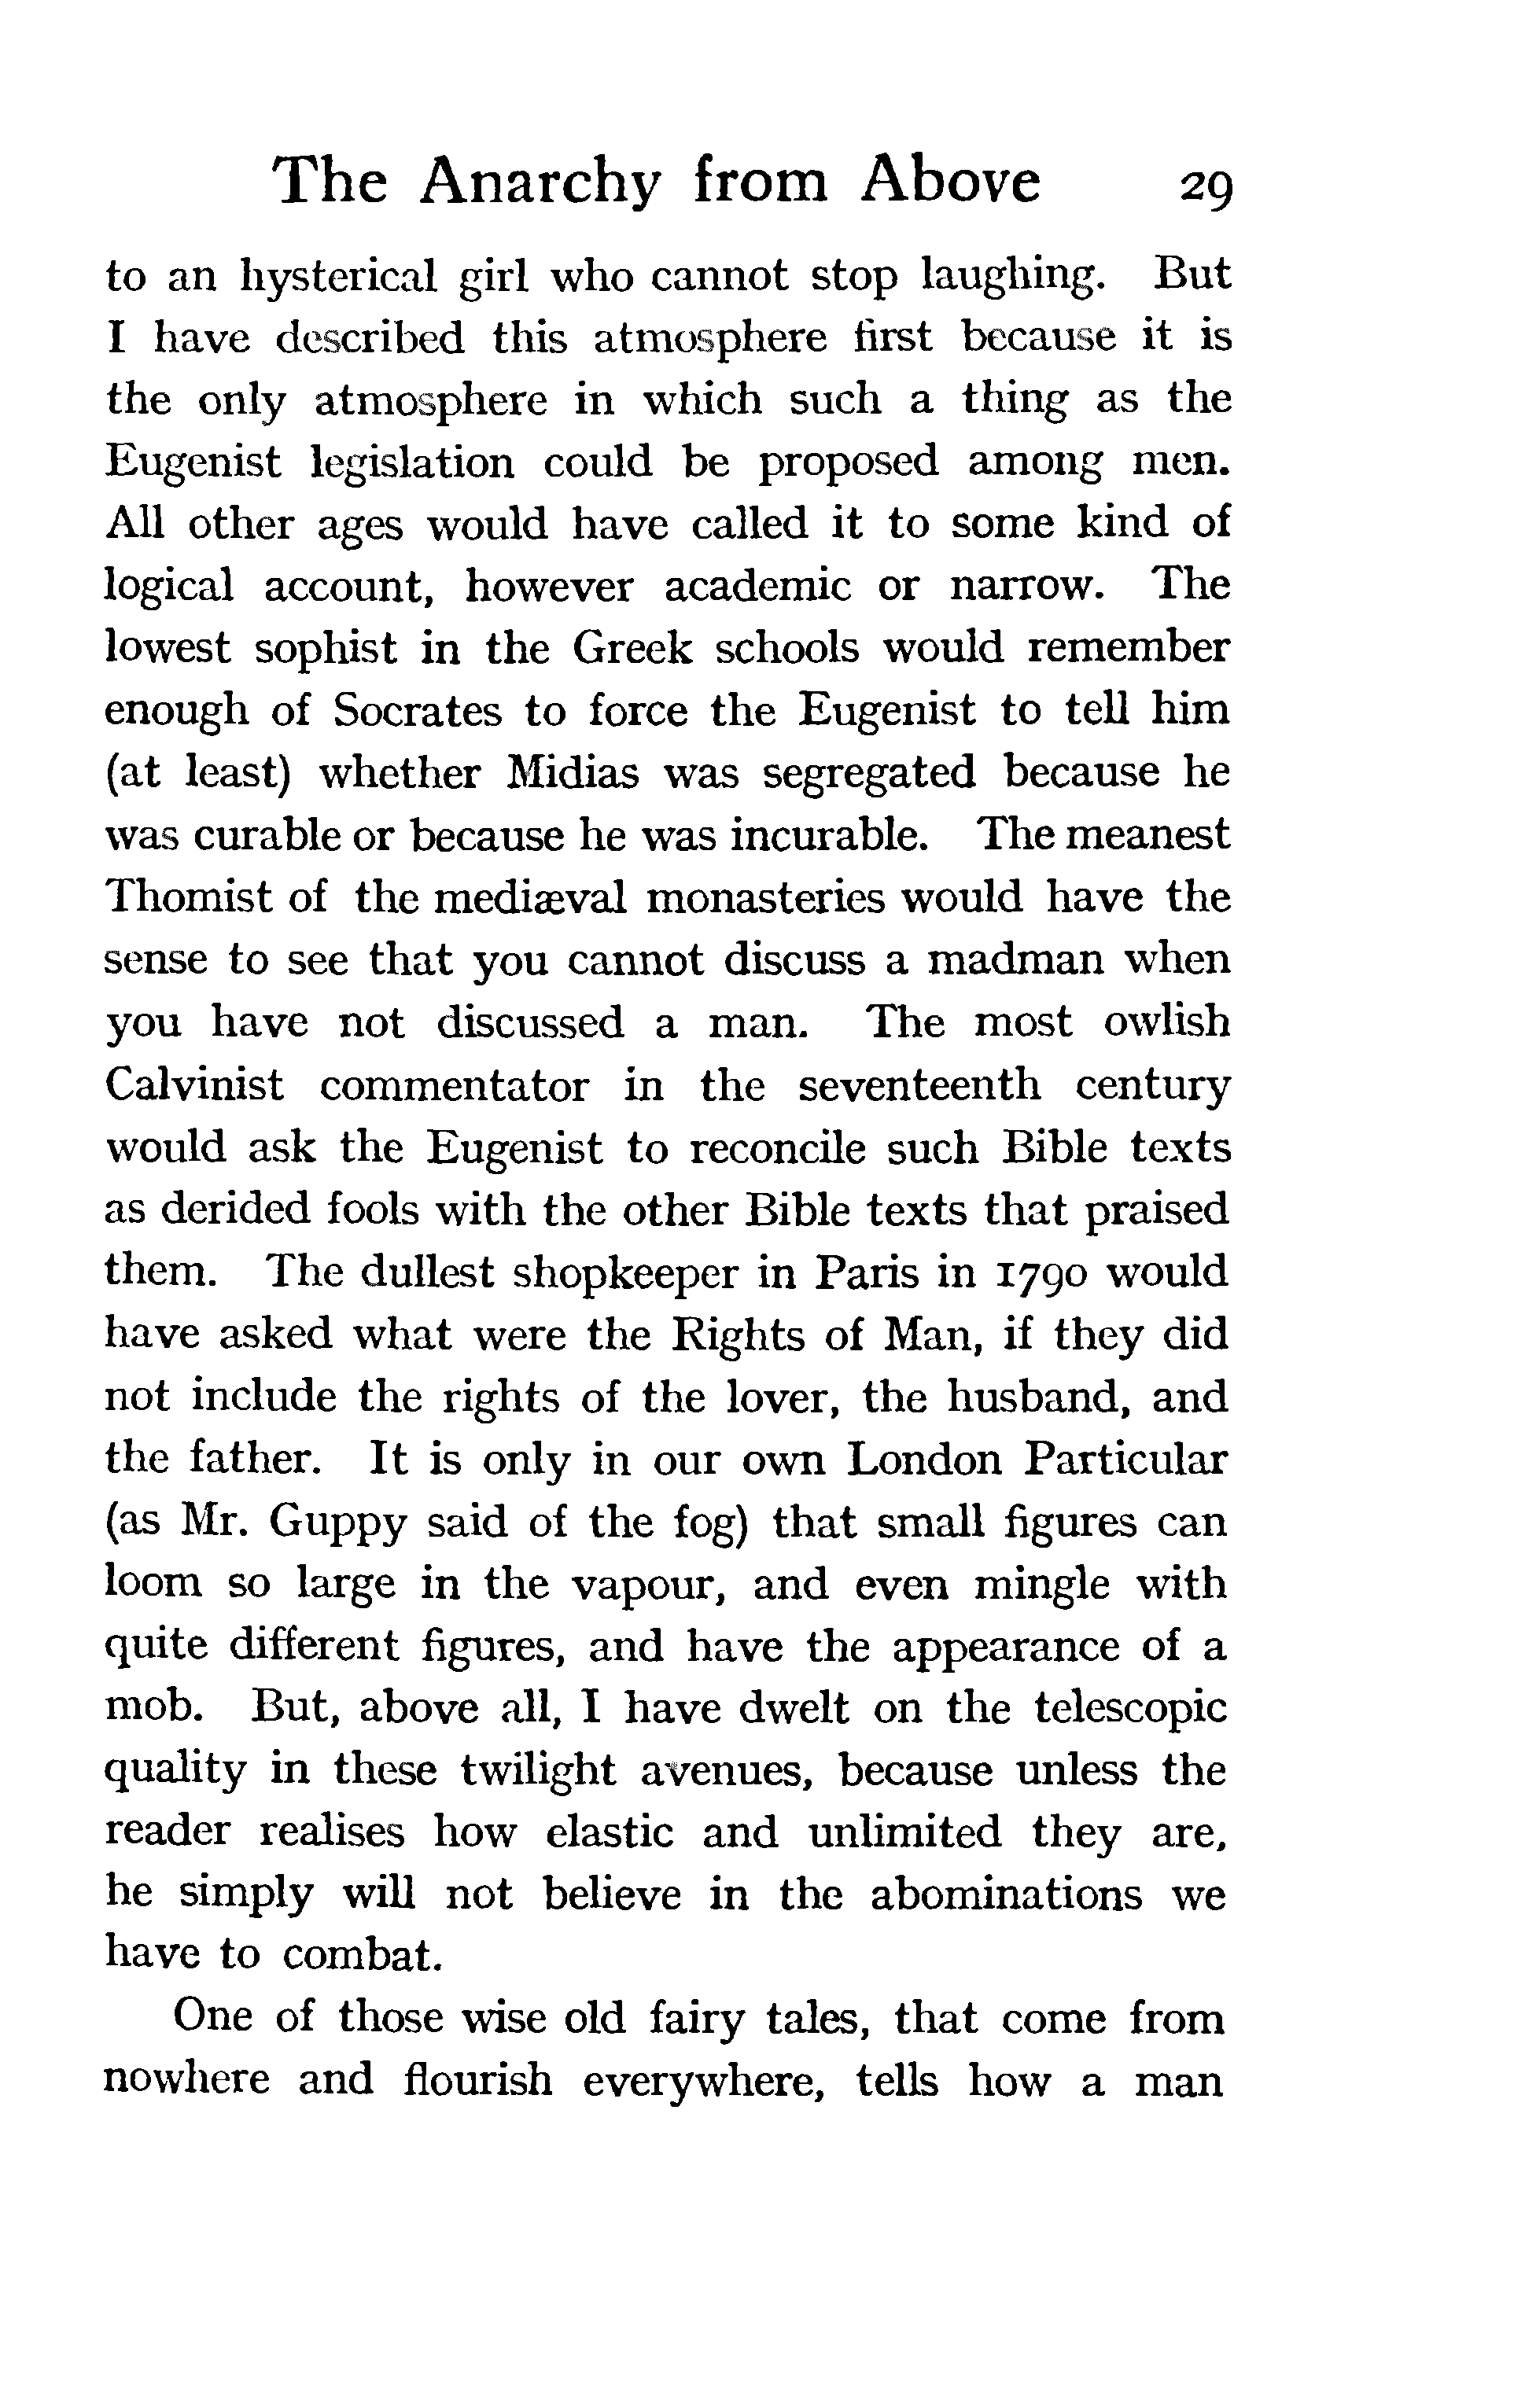 The Anarchy from Above 29
to an hysterical girl who cannot stop laughing. But
I have described this atmosphere first because it is
the only atmosphere in which such a thing as the
Eugenist legislation could be proposed among men.
All other ages would have called it to some kind of
logical account, however academic or narrow. The
lowest sophist in the Greek schools would remember
enough of Socrates to force the Eugenist to tell him
(at least) whether Midias was segregated because he
was curable or because he was incurable. The meanest
Thomist of the mediæval monasteries would have the
sense to see that you cannot discuss a madman when
you have not discussed a man. The most owlish
Calvinist commentator in the seventeenth century
would ask the Eugenist to reconcile such Bible texts
as derided fools with the other Bible texts that praised
them. The dullest shopkeeper in Paris in 1790 would
have asked what were the Rights of Man, if they did
not include the rights of the lover, the husband, and
the father. It is only in our own London Particular
(as Mr. Guppy said of the fog) that small figures can
loom so large in the vapour, and even mingle with
quite different figures, and have the appearance of a
mob. But, above all, I have dwelt on the telescopic
quality in these twilight avenues, because unless the
reader realises how elastic and unlimited they are,
he simply will not believe in the abominations we
have to combat.
One of those wise old fairy tales, that come from
nowhere and flourish everywhere, tells how a man